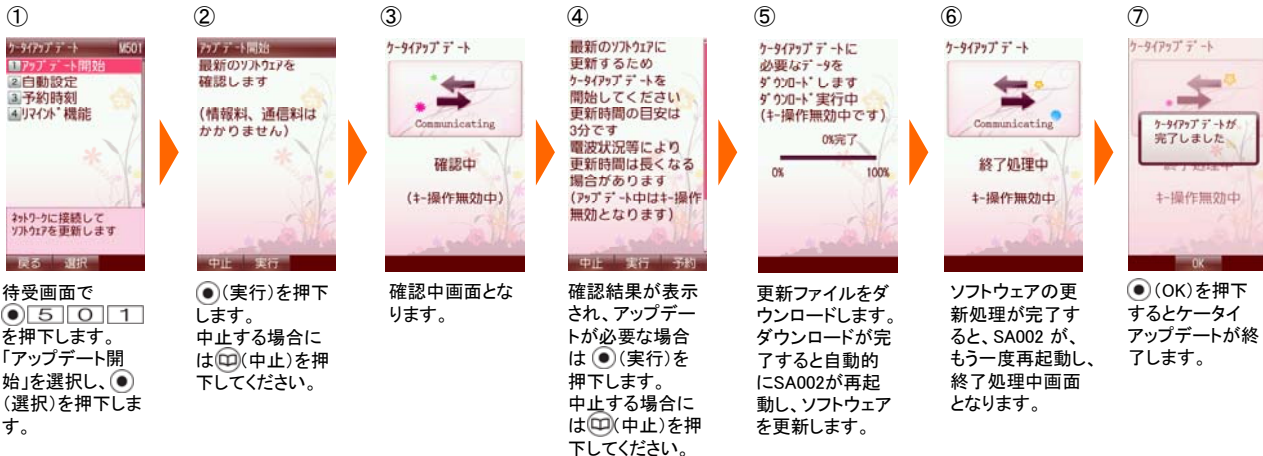 ①
ケータイアップデート M501
1アップデート開始
2自動設定
3予約時刻
4リマインド機能
ネットワークに接続して
ソフトウェアを更新します
戻る 選択
待受画面で
501
を押下します。
「アップデート開
始」を選択し、
(選択)を押下しま
す。
②
アップデート開始
最新のソフトウェアを
確認します
(情報料、通信料は
かかりません)
中止 実行
(実行)を押下
します。
中止する場合に
は(中止)を押
下してください。
③
ケータイアップデート
Communicating
確認中
(キー操作無効中)
確認中画面とな
ります。
④
最新のソフトウェアに
更新するため
ケータイアップデートを
開始してください
更新時間の目安は
3分です
電波状況等により
更新時間は長くなる
場合があります
(アップデート中はキー操作
無効となります)
中止 実行 予約
確認結果が表示
され、アップデー
トが必要な場合
は(実行)を
押下します。
中止する場合に
は(中止)を押
下してください。
⑤
ケータイアップデートに
必要なデータを
ダウンロードします
ダウンロード実行中
(キー操作無効中です)
0%完了
0% 100%
更新ファイルをダ
ウンロードします。
ダウンロードが完
了すると自動的
にSA002が再起
動し、ソフトウェア
を更新します。
⑥
ケータイアップデート
Communicating
終了処理中
キー操作無効中
ソフトウェアの更
新処理が完了す
ると、SA002 が、
もう一度再起動し、
終了処理中画面
となります。
⑦
ケータイアップデート
ケータイアップデートが
完了しました
終了処理中
キー操作無効中
OK
(OK)を押下
するとケータイ
アップデートが終
了します。